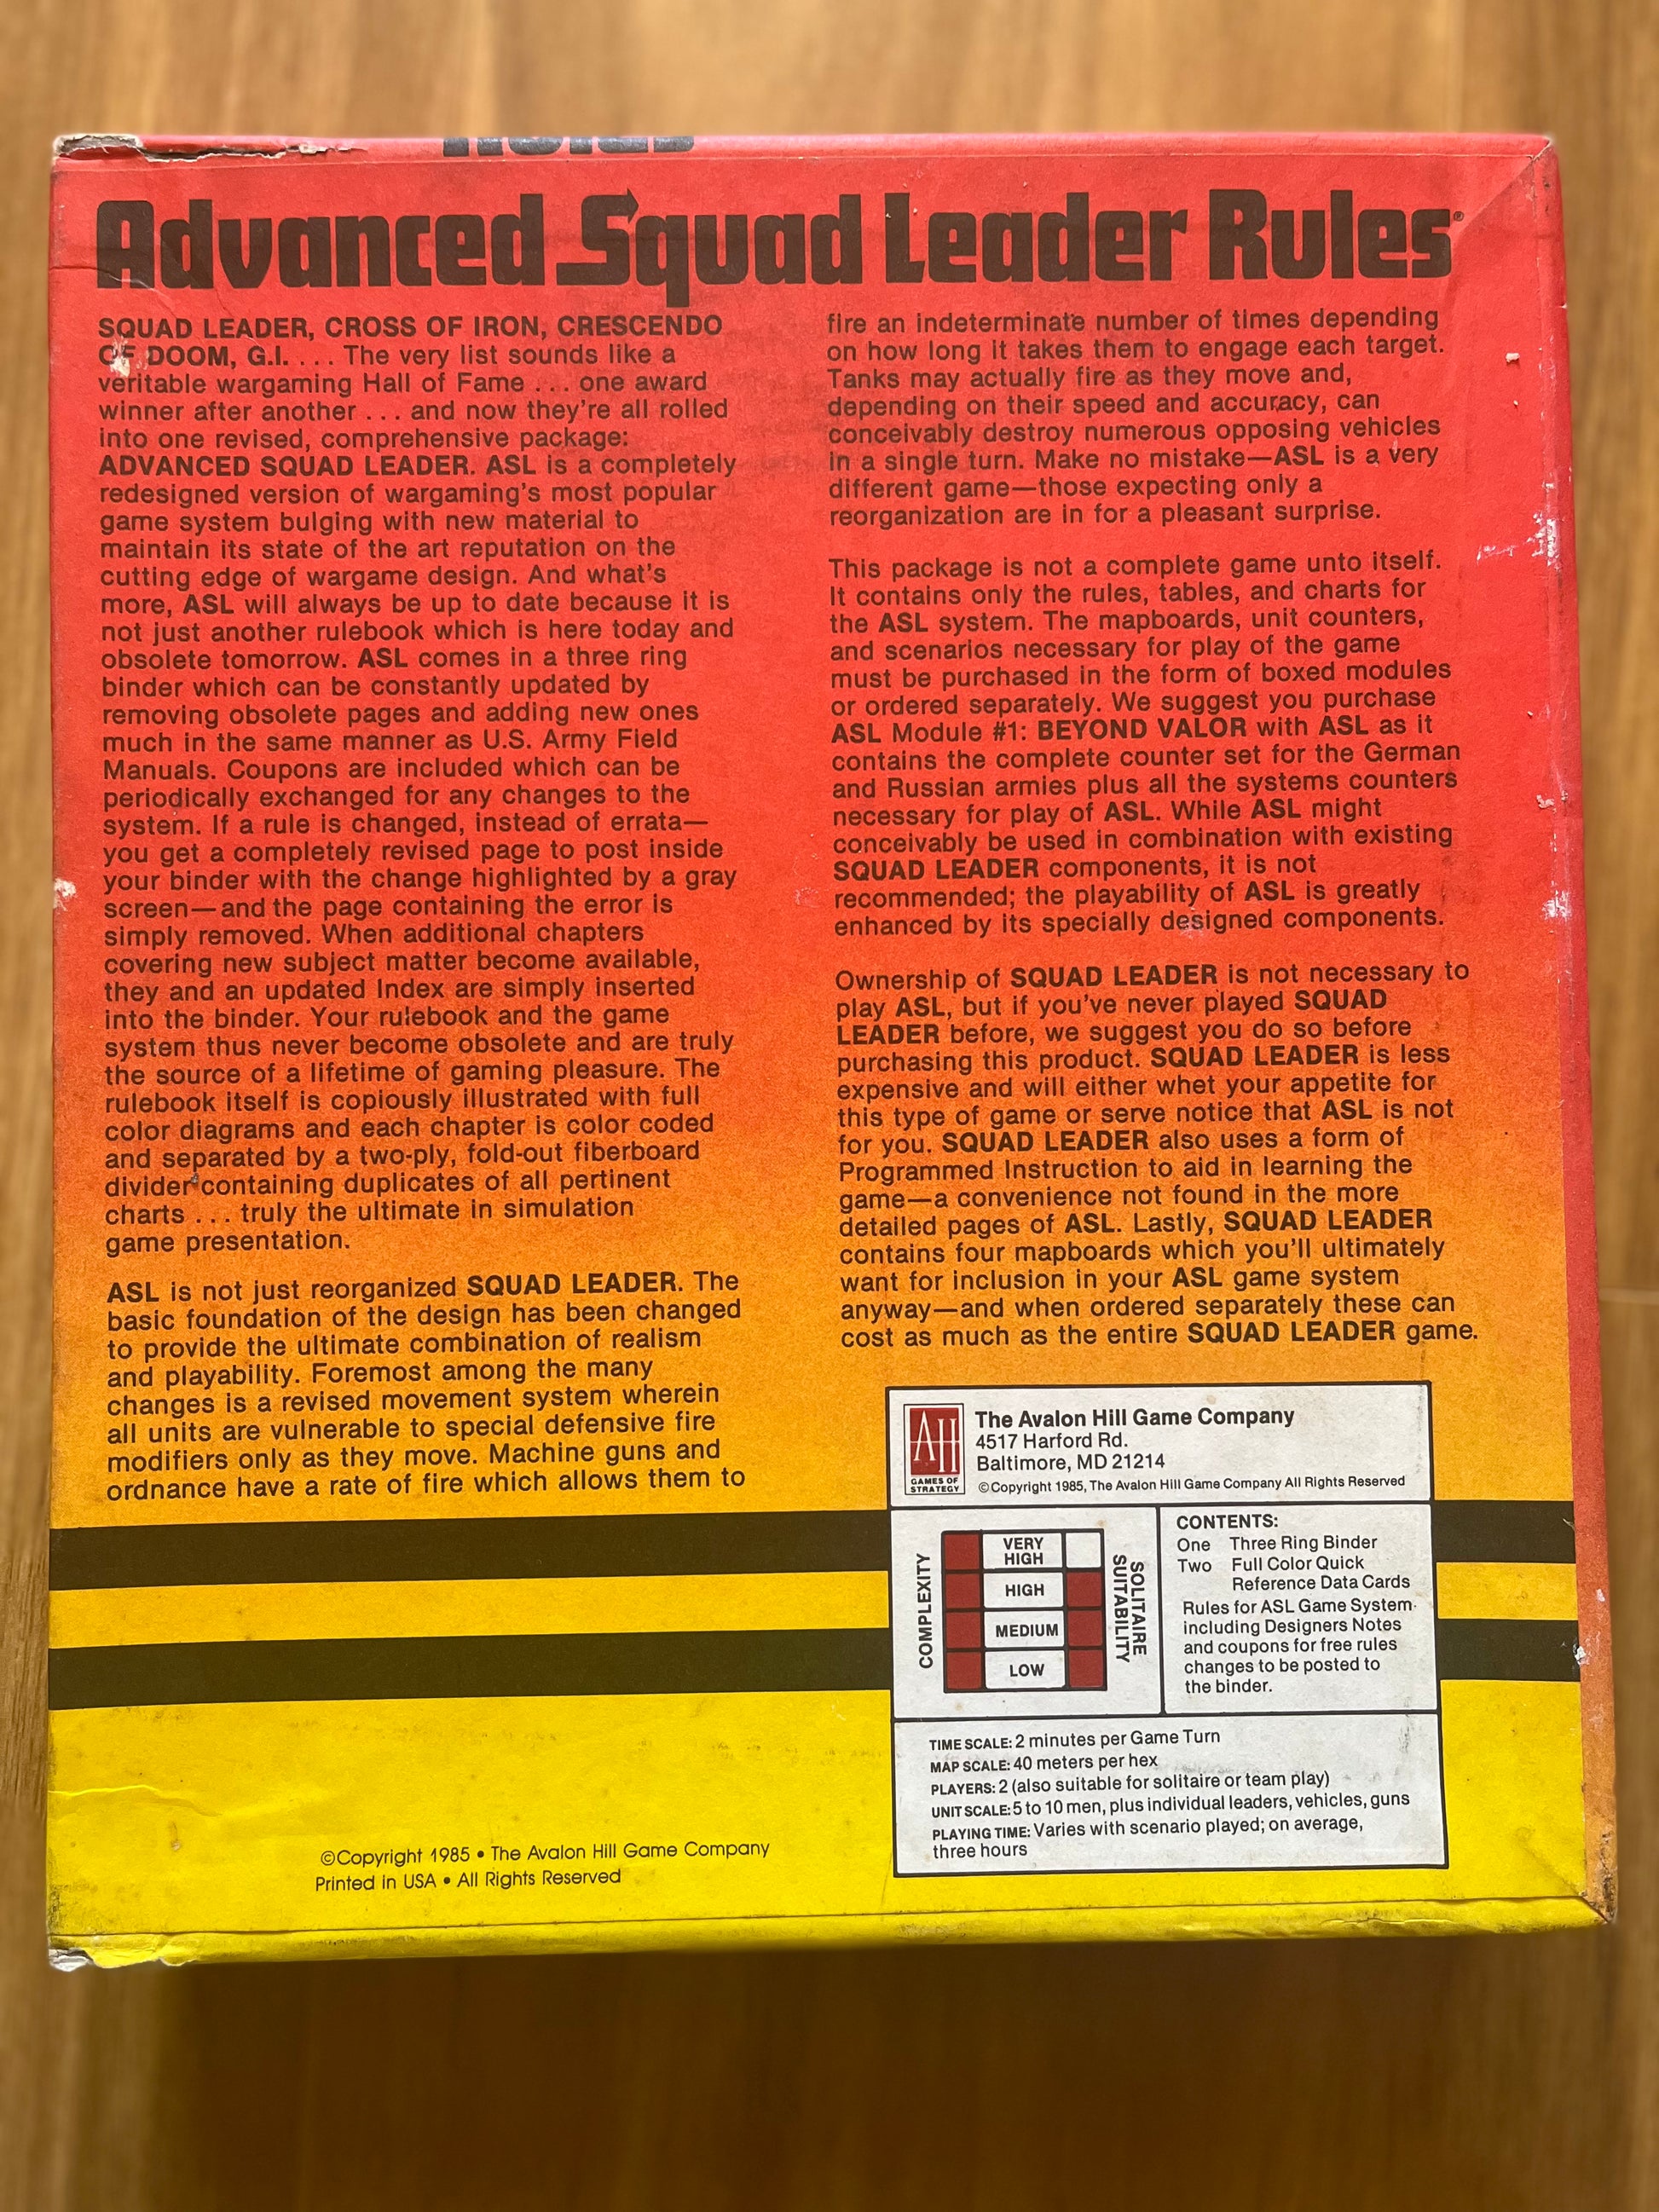 Advanced Squad Leader Rules®
SQUAD LEADER, CROSS OF IRON, CRESCENDO
OF DOOM, G.I. . . . The very list sounds like a
veritable wargaming Hall of Fame . . . one award
winner after another . . . and now they're all rolled
into one revised, comprehensive package:
ADVANCED SQUAD LEADER. ASL is a completely
redesigned version of wargaming's most popular
game system bulging with new material to
maintain its state of the art reputation on the
cutting edge of wargame design. And what's
more, ASL will always be up to date because it is
not just another rulebook which is here today and
obsolete tomorrow. ASL comes in a three ring
binder which can be constantly updated by
removing obsolete pages and adding new ones
much in the same manner as U.S. Army Field
Manuals. Coupons are included which can be
periodically exchanged for any changes to the
system. If a rule is changed, instead of errata—
you get a completely revised page to post inside
your binder with the change highlighted by a gray
screen—and the page containing the error is
simply removed. When additional chapters
covering new subject matter become available,
they and an updated Index are simply inserted
into the binder. Your rulebook and the game
system thus never become obsolete and are truly
the source of a lifetime of gaming pleasure. The
rulebook itself is copiously illustrated with full
color diagrams and each chapter is color coded
and separated by a two-ply, fold-out fiberboard
divider containing duplicates of all pertinent
charts . . . truly the ultimate in simulation
game presentation.
ASL is not just reorganized SQUAD LEADER. The
basic foundation of the design has been changed
to provide the ultimate combination of realism
and playability. Foremost among the many
changes is a revised movement system wherein
all units are vulnerable to special defensive fire
modifiers only as they move. Machine guns and
ordnance have a rate of fire which allows them to
fire an indeterminate number of times depending
on how long it takes them to engage each target.
Tanks may actually fire as they move and,
depending on their speed and accuracy, can
conceivably destroy numerous opposing vehicles
in a single turn. Make no mistake—ASL is a very
different game—those expecting only a
reorganization are in for a pleasant surprise.
This package is not a complete game unto itself.
It contains only the rules, tables, and charts for
the ASL system. The mapboards, unit counters,
and scenarios necessary for play of the game
must be purchased in the form of boxed modules
or ordered separately. We suggest you purchase
ASL Module #1: BEYOND VALOR with ASL as it
contains the complete counter set for the German
and Russian armies plus all the systems counters
necessary for play of ASL. While ASL might
conceivably be used in combination with existing
SQUAD LEADER components, it is not
recommended; the playability of ASL is greatly
enhanced by its specially designed components.
Ownership of SQUAD LEADER is not necessary to
play ASL, but if you've never played SQUAD
LEADER before, we suggest you do so before
purchasing this product. SQUAD LEADER is less
expensive and will either whet your appetite for
this type of game or serve notice that ASL is not
for you. SQUAD LEADER also uses a form of
Programmed Instruction to aid in learning the
game—a convenience not found in the more
detailed pages of ASL. Lastly, SQUAD LEADER
contains four mapboards which you'll ultimately
want for inclusion in your ASL game system
anyway—and when ordered separately these can
cost as much as the entire SQUAD LEADER game.
AH
GAMES OF
STRATEGY
The Avalon Hill Game Company
4517 Harford Rd.
Baltimore, MD 21214
©Copyright 1985, The Avalon Hill Game Company All Rights Reserved
COMPLEXITY
VERY
HIGH
HIGH
MEDIUM
LOW
SOLITAIRE
SUITABILITY
CONTENTS:
One Three Ring Binder
Two Full Color Quick
Reference Data Cards
Rules for ASL Game System
including Designers Notes
and coupons for free rules
changes to be posted to
the binder.
TIME SCALE: 2 minutes per Game Turn
MAP SCALE: 40 meters per hex
PLAYERS: 2 (also suitable for solitaire or team play)
UNIT SCALE: 5 to 10 men, plus individual leaders, vehicles, guns
PLAYING TIME: Varies with scenario played; on average,
three hours
©Copyright 1985 • The Avalon Hill Game Company
Printed in USA • All Rights Reserved